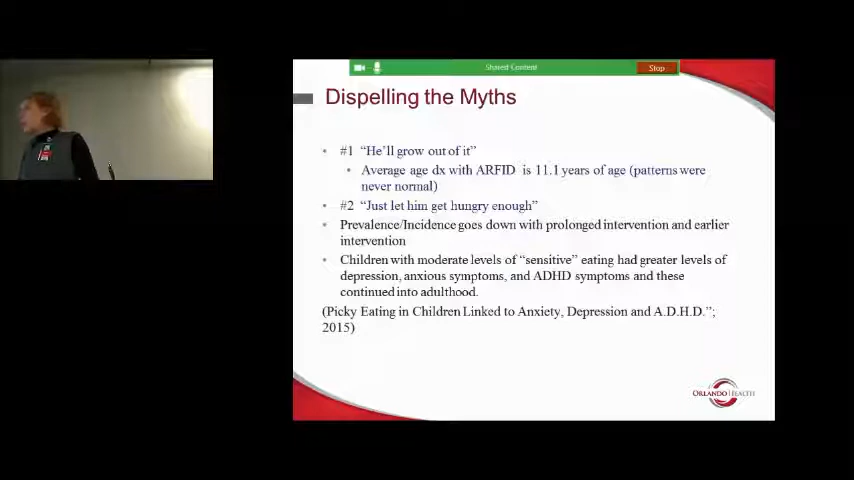 Shared Content
Stop
Dispelling the Myths
• #1 “He’ll grow out of it”
• Average age dx with ARFID is 11.1 years of age (patterns were
never normal)
• #2 “Just let him get hungry enough”
• Prevalence/Incidence goes down with prolonged intervention and earlier
intervention
• Children with moderate levels of “sensitive” eating had greater levels of
depression, anxious symptoms, and ADHD symptoms and these
continued into adulthood.
(Picky Eating in Children Linked to Anxiety, Depression and A.D.H.D.”;
2015)
ORLANDO HEALTH